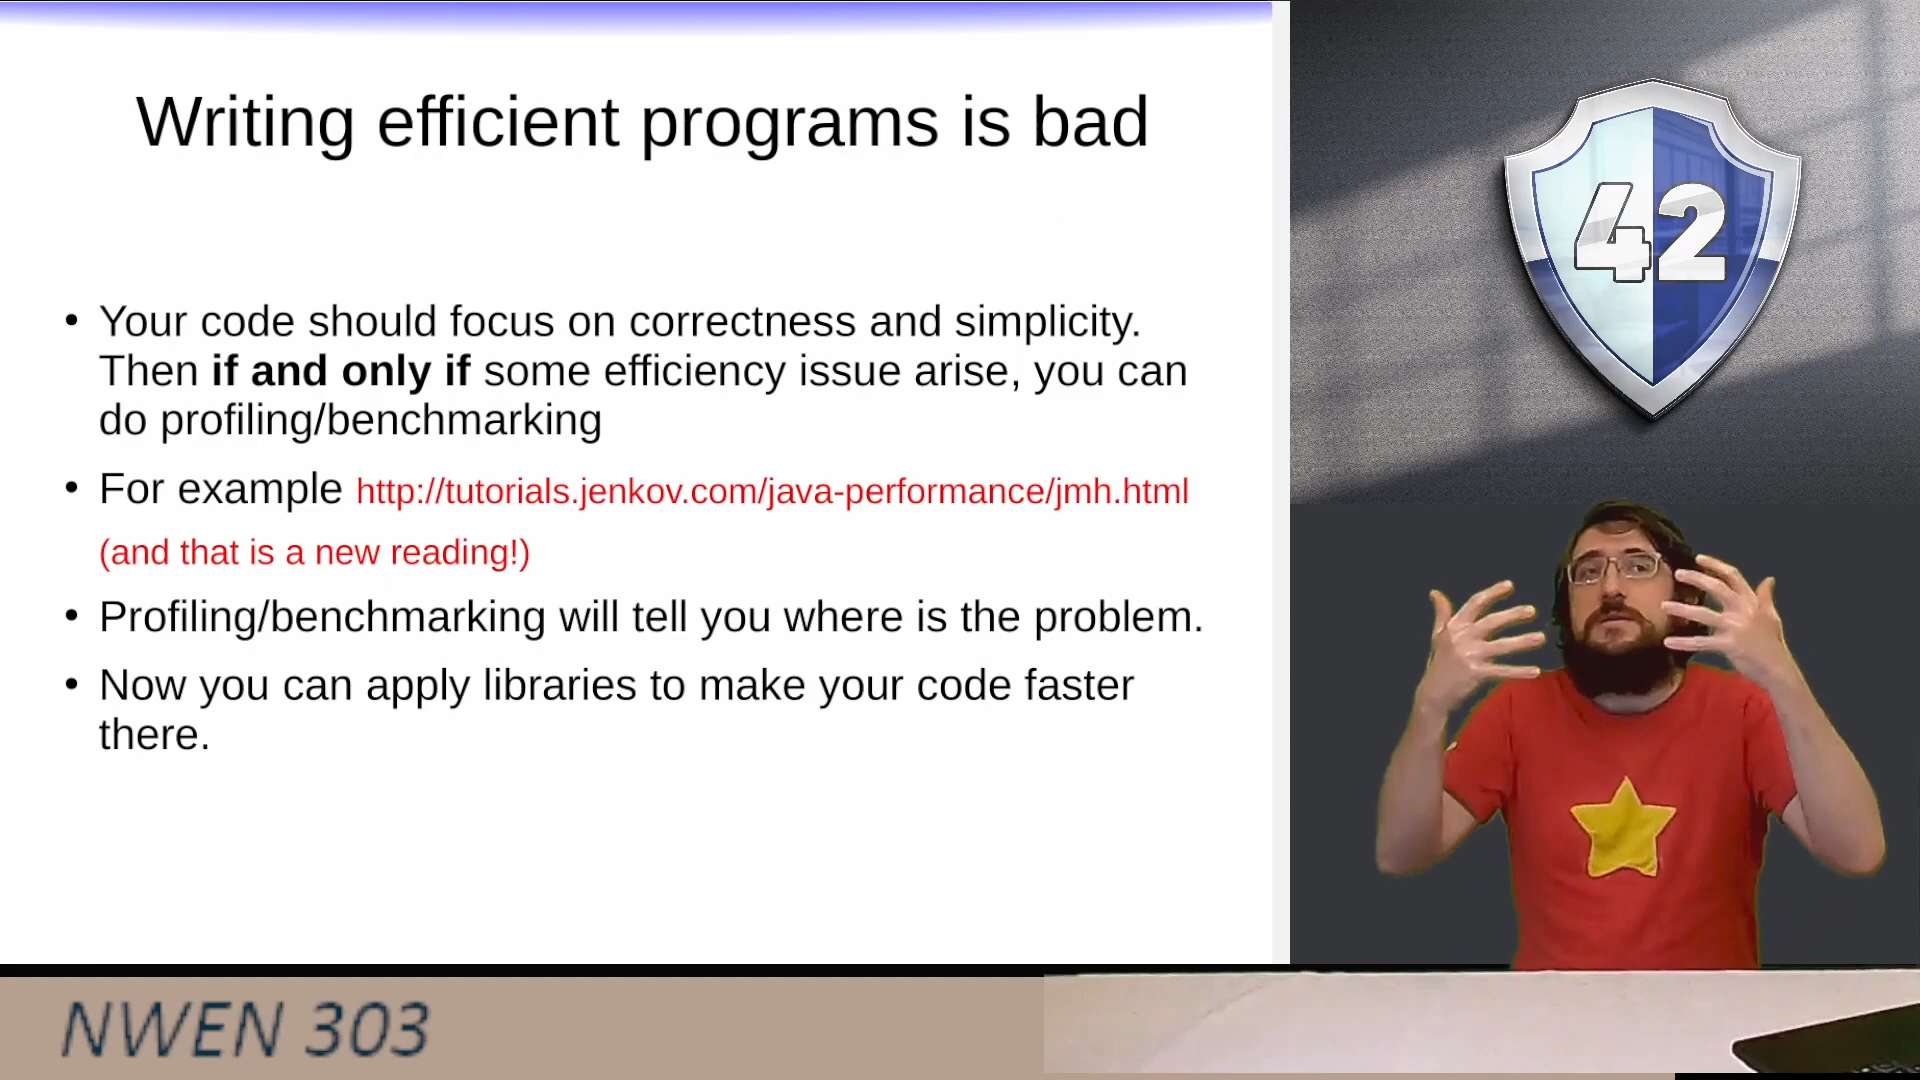 Writing efficient programs is bad
• Your code should focus on correctness and simplicity.
Then if and only if some efficiency issue arise, you can
do profiling/benchmarking
• For example http://tutorials.jenkov.com/java-performance/jmh.html
(and that is a new reading!)
• Profiling/benchmarking will tell you where is the problem.
• Now you can apply libraries to make your code faster
there.
42
NWEN 303